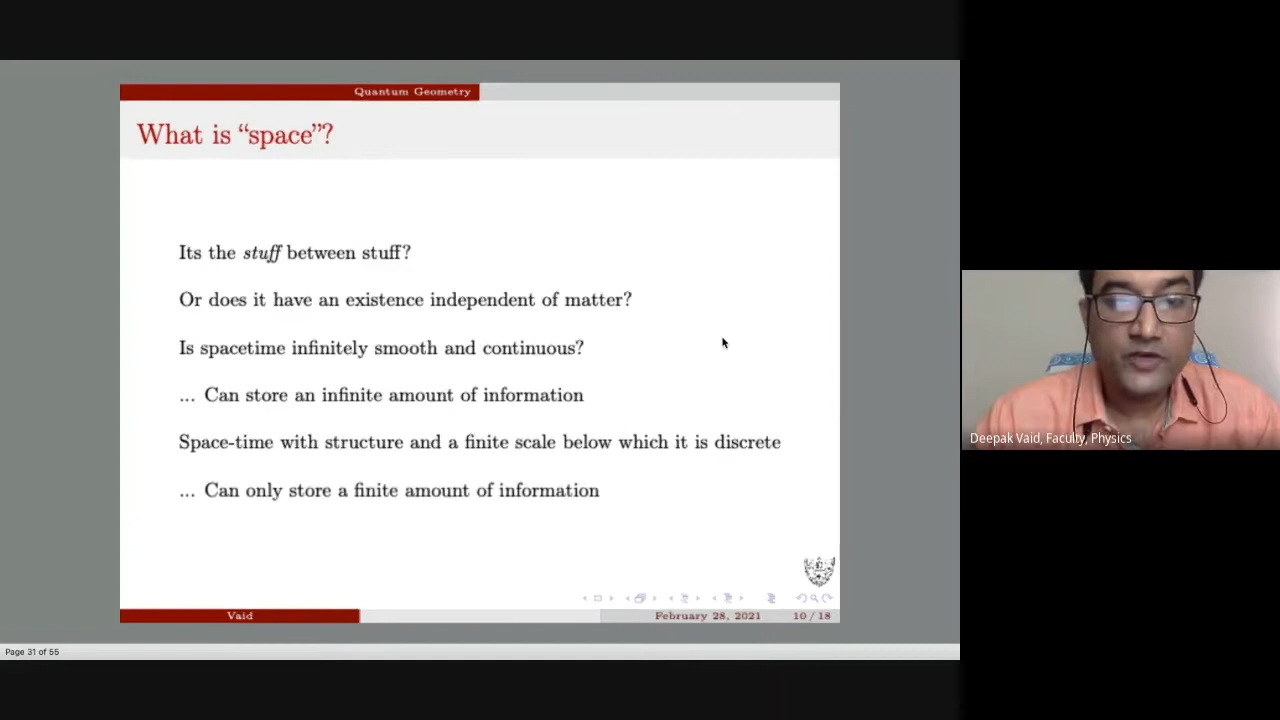 Quantum Geometry
What is “space”?
Its the stuff between stuff?
Or does it have an existence independent of matter?
Is spacetime infinitely smooth and continuous?
... Can store an infinite amount of information
Space-time with structure and a finite scale below which it is discrete
... Can only store a finite amount of information
Vaid
February 28, 2021
10 / 18
Page 31 of 55
Deepak Vaid, Faculty, Physics